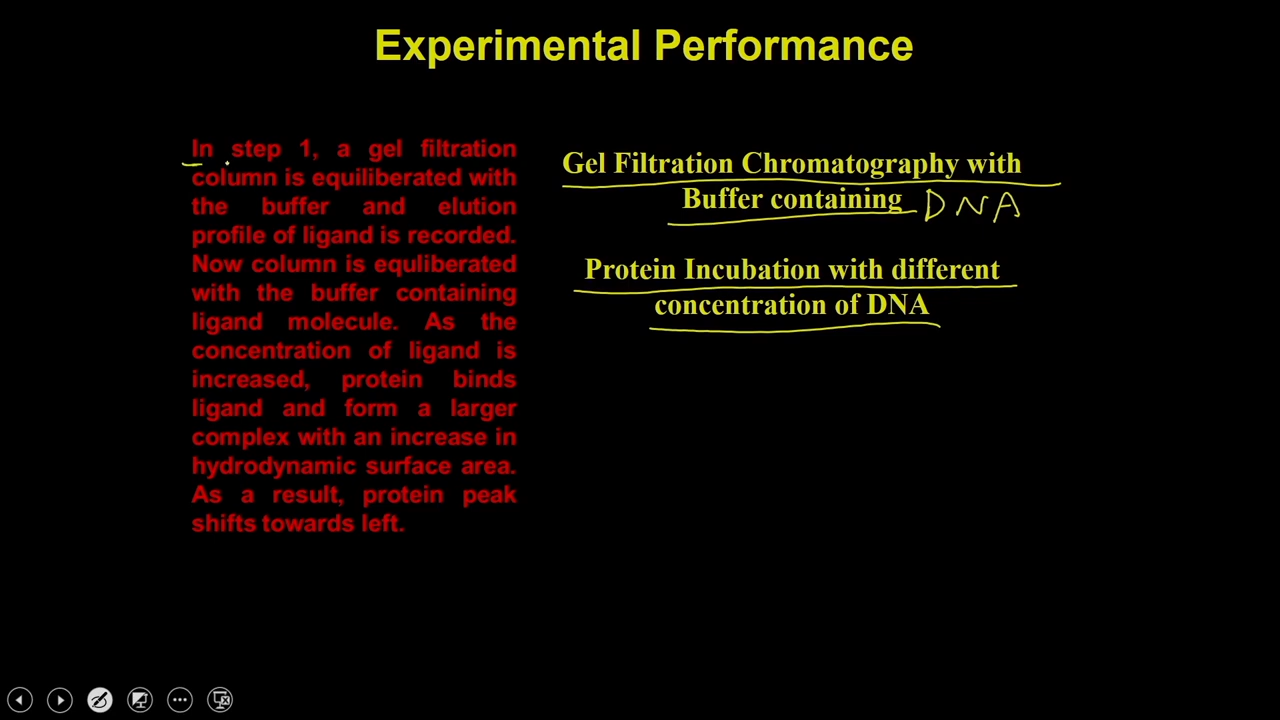 Experimental Performance
In step 1, a gel filtration
column is equiliberated with
the buffer and elution
profile of ligand is recorded.
Now column is equliberated
with the buffer containing
ligand molecule. As the
concentration of ligand is
increased, protein binds
ligand and form a larger
complex with an increase in
hydrodynamic surface area.
As a result, protein peak
shifts towards left.
Gel Filtration Chromatography with
Buffer containing DNA
Protein Incubation with different
concentration of DNA